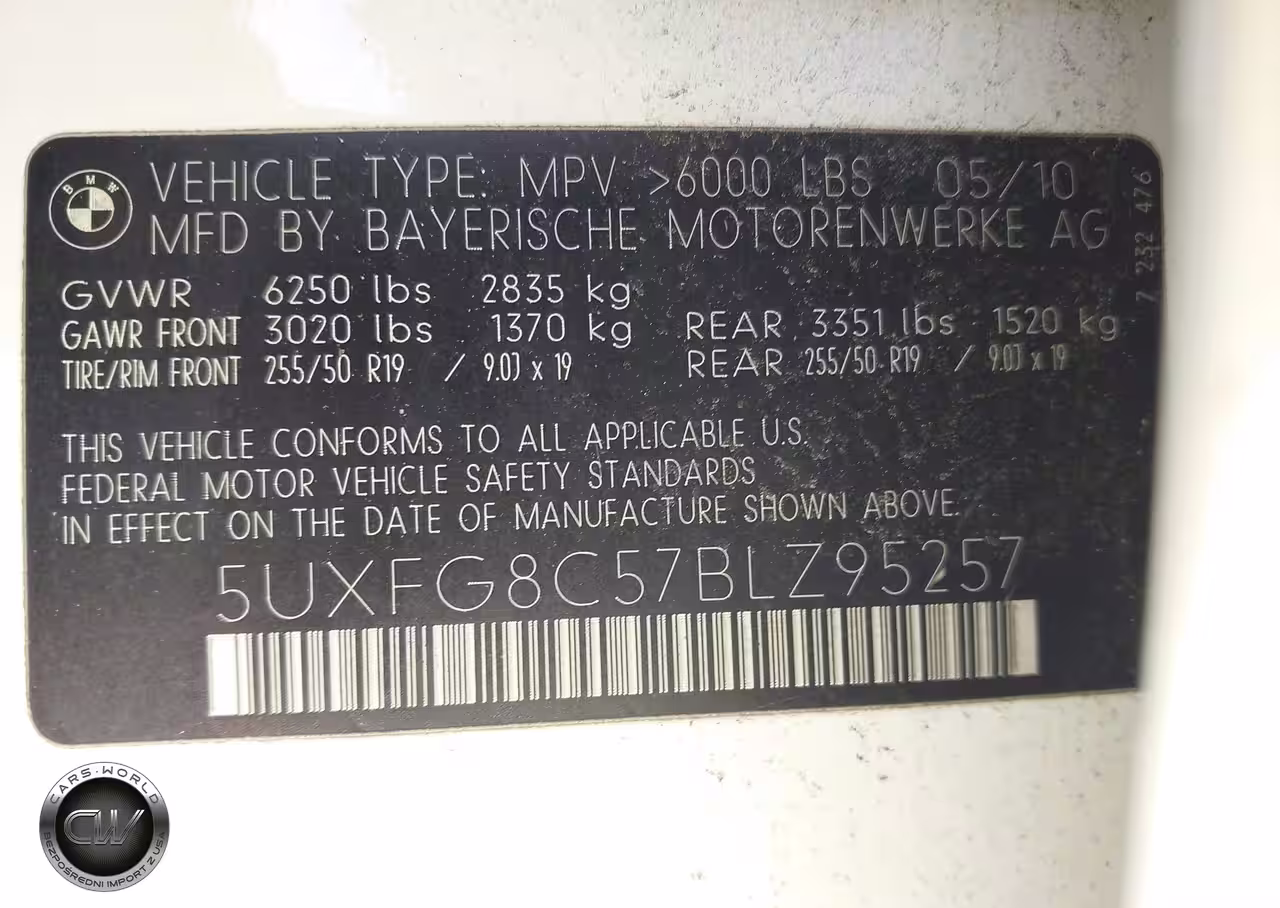 BMW
VEHICLE TYPE: MPV >6000 LBS 05/10
MFD BY BAYERISCHE MOTORENWERKE AG
7 232 476
GVWR 6250 lbs 2835 kg
GAWR FRONT 3020 lbs 1370 kg REAR 3351 lbs 1520 kg
TIRE/RIM FRONT 255/50 R19 / 9.0J x 19 REAR 255/50 R19 / 9.0J x 19
THIS VEHICLE CONFORMS TO ALL APPLICABLE U.S.
FEDERAL MOTOR VEHICLE SAFETY STANDARDS
IN EFFECT ON THE DATE OF MANUFACTURE SHOWN ABOVE.
5UXFG8C57BLZ95257
CARS-WORLD
CW
BEZPOŚREDNI IMPORT Z USA